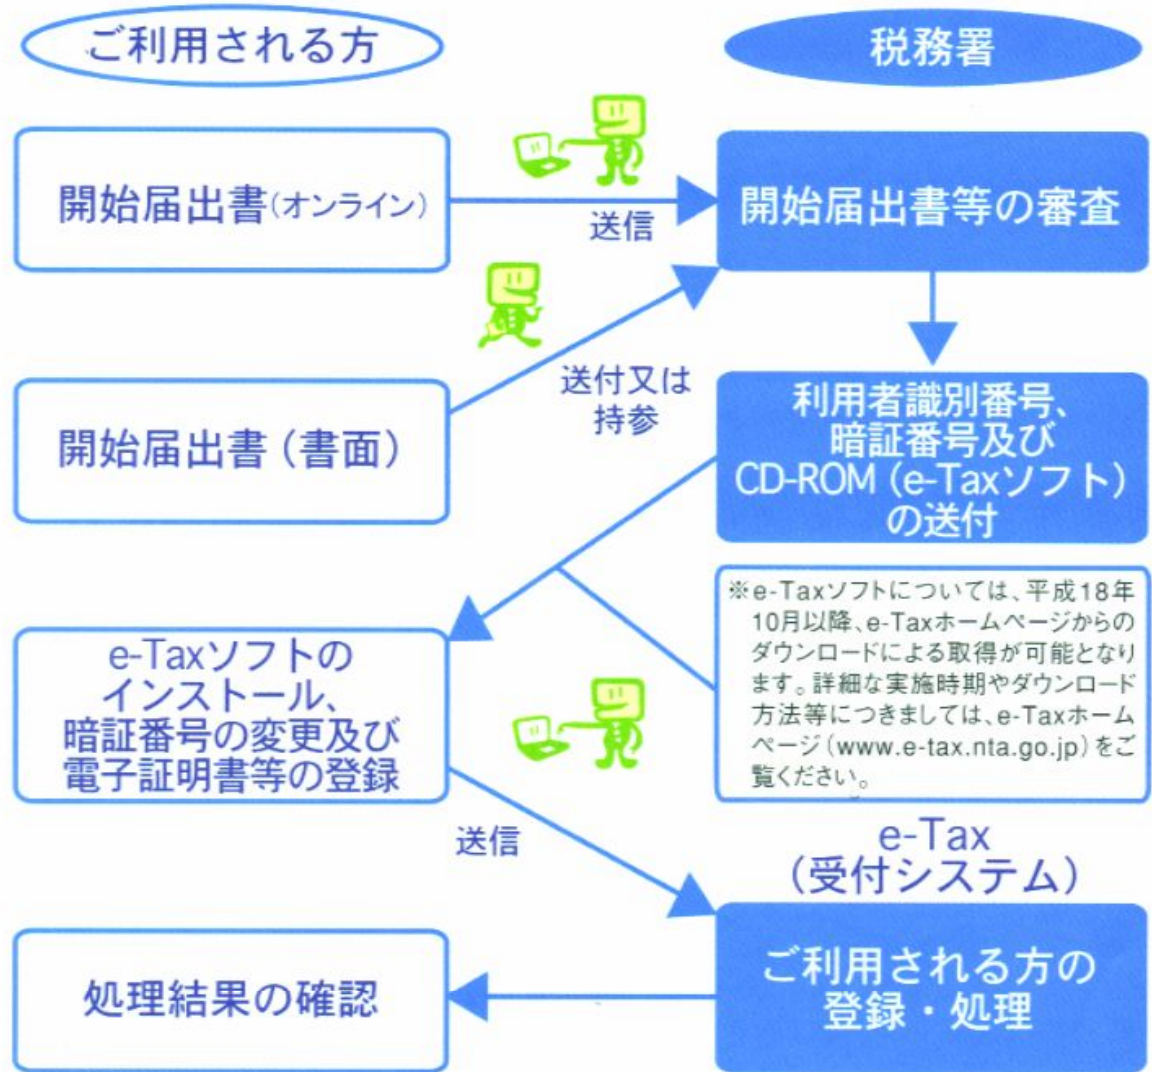 ご利用される方
税務署
開始届出書(オンライン)
送信
開始届出書等の審査
開始届出書(書面)
送付又は
持参
利用者識別番号、
暗証番号及び
CD-ROM(e-Taxソフト)
の送付
※e-Taxソフトについては、平成18年
10月以降、e-Taxホームページからの
ダウンロードによる取得が可能となり
ます。詳細な実施時期やダウンロード
方法等につきましては、e-Taxホーム
ページ(www.e-tax.nta.go.jp)をご
覧ください。
e-Taxソフトの
インストール、
暗証番号の変更及び
電子証明書等の登録
送信
e-Tax
(受付システム)
ご利用される方の
登録・処理
処理結果の確認